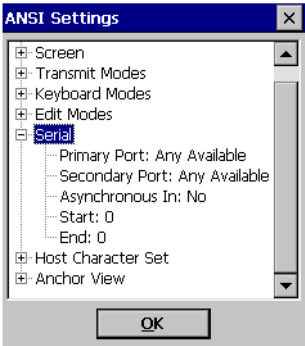 ANSI Settings
Screen
Transmit Modes
Keyboard Modes
Edit Modes
Serial
Primary Port: Any Available
Secondary Port: Any Available
Asynchronous In: No
Start: 0
End: 0
Host Character Set
Anchor View
OK